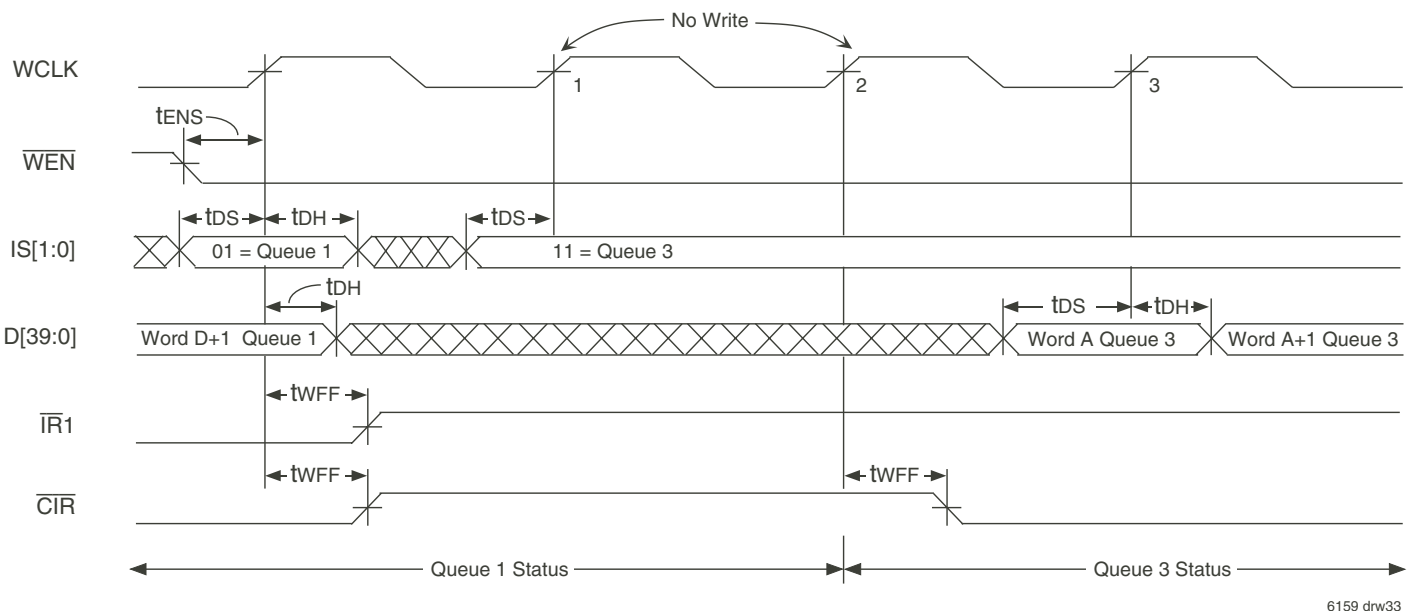 No Write
WCLK
1
2
3
tENS
WEN
tDS
tDH
tDS
IS[1:0]
01 = Queue 1
11 = Queue 3
tDH
tDS
tDH
D[39:0]
Word D+1 Queue 1
Word A Queue 3
Word A+1 Queue 3
tWFF
IR1
tWFF
tWFF
CIR
Queue 1 Status
Queue 3 Status
6159 drw33